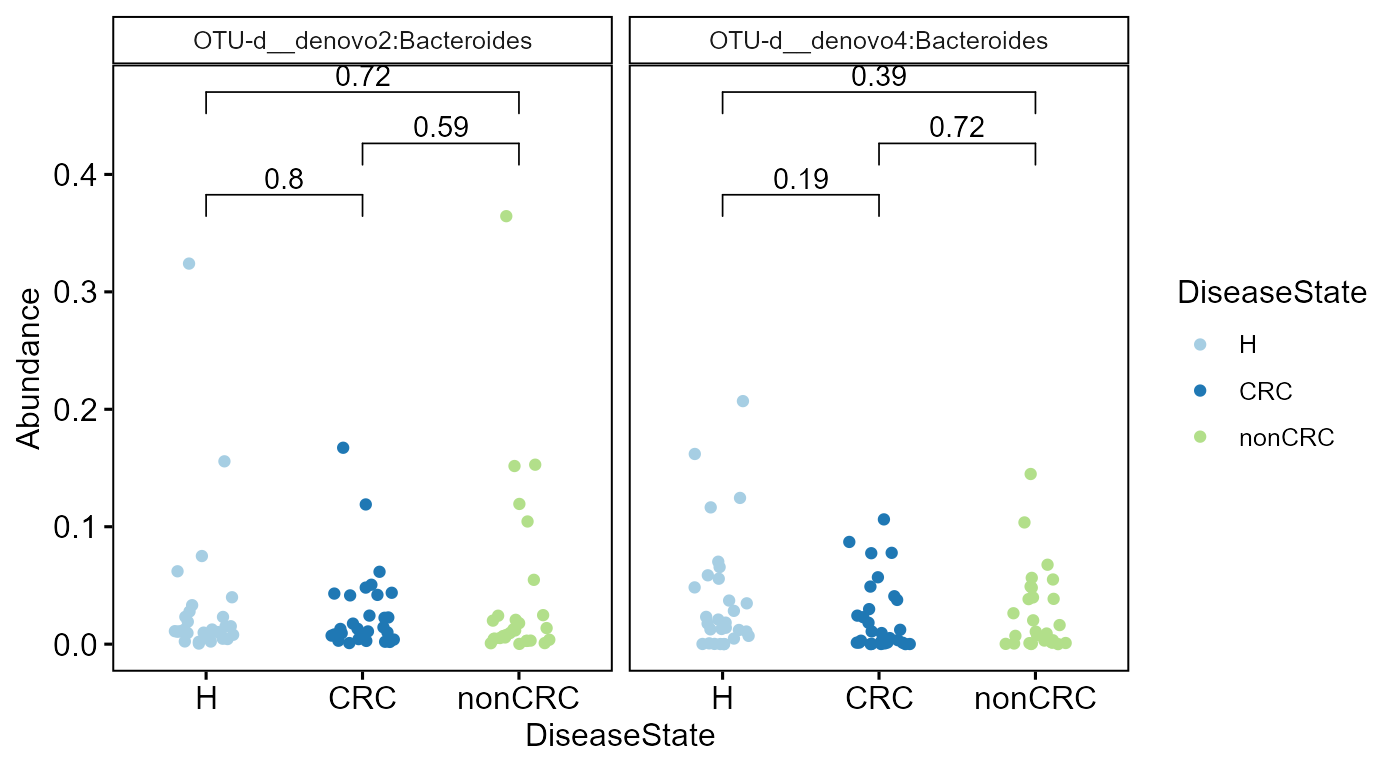 OTU-d__denovo2:Bacteroides
OTU-d__denovo4:Bacteroides
0.72
0.39
0.59
0.72
0.8
0.19
0.4
0.3
0.2
0.1
0.0
Abundance
H
CRC
nonCRC
H
CRC
nonCRC
DiseaseState
DiseaseState
H
CRC
nonCRC